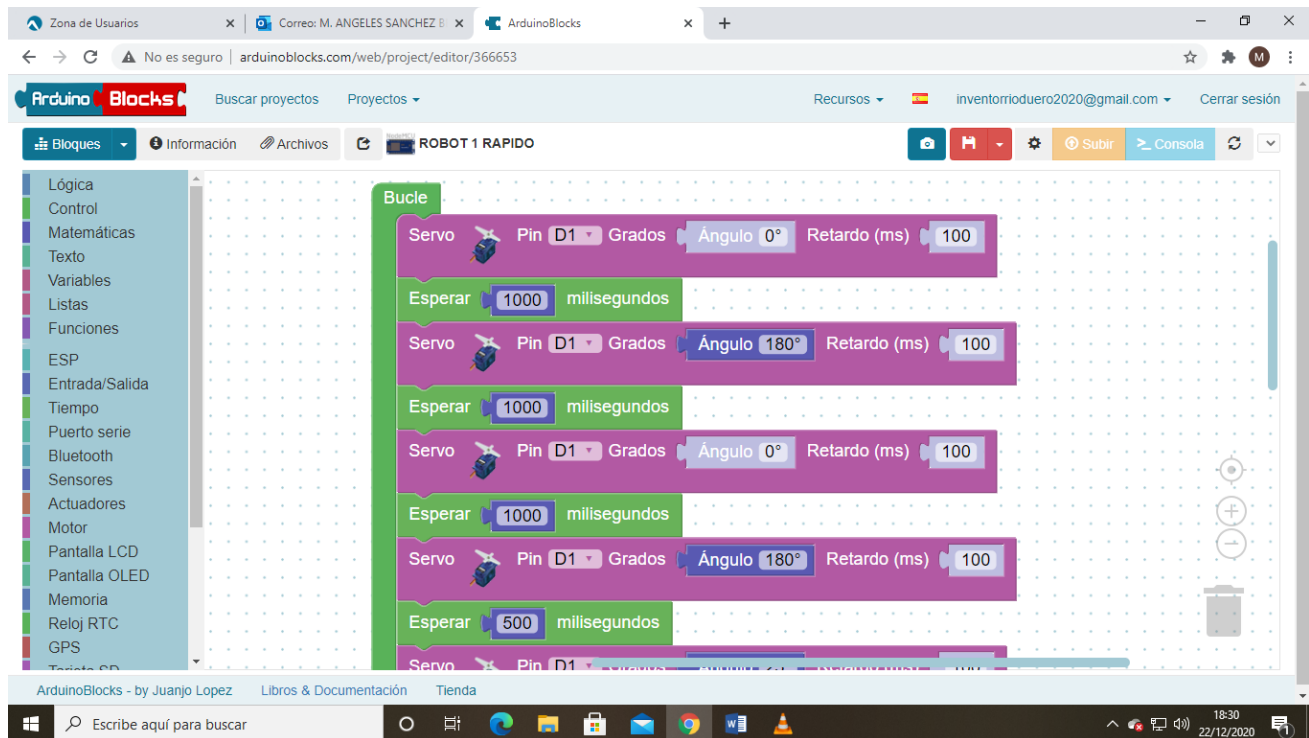 Zona de Usuarios
Correo: M. ANGELES SANCHEZ B
ArduinoBlocks
No es seguro | arduinoblocks.com/web/project/editor/366653
M
Arduino Blocks
Buscar proyectos
Proyectos
Recursos
inventorrioduero2020@gmail.com
Cerrar sesión
Bloques
Información
Archivos
ROBOT 1 RAPIDO
Subir
>_ Consola
Lógica
Control
Matemáticas
Texto
Variables
Listas
Funciones
ESP
Entrada/Salida
Tiempo
Puerto serie
Bluetooth
Sensores
Actuadores
Motor
Pantalla LCD
Pantalla OLED
Memoria
Reloj RTC
GPS
Tarjeta SD
Bucle
Servo Pin D1 Grados Ángulo 0° Retardo (ms) 100
Esperar 1000 milisegundos
Servo Pin D1 Grados Ángulo 180° Retardo (ms) 100
Esperar 1000 milisegundos
Servo Pin D1 Grados Ángulo 0° Retardo (ms) 100
Esperar 1000 milisegundos
Servo Pin D1 Grados Ángulo 180° Retardo (ms) 100
Esperar 500 milisegundos
Servo Pin D1
ArduinoBlocks - by Juanjo Lopez
Libros & Documentación
Tienda
Escribe aquí para buscar
18:30
22/12/2020